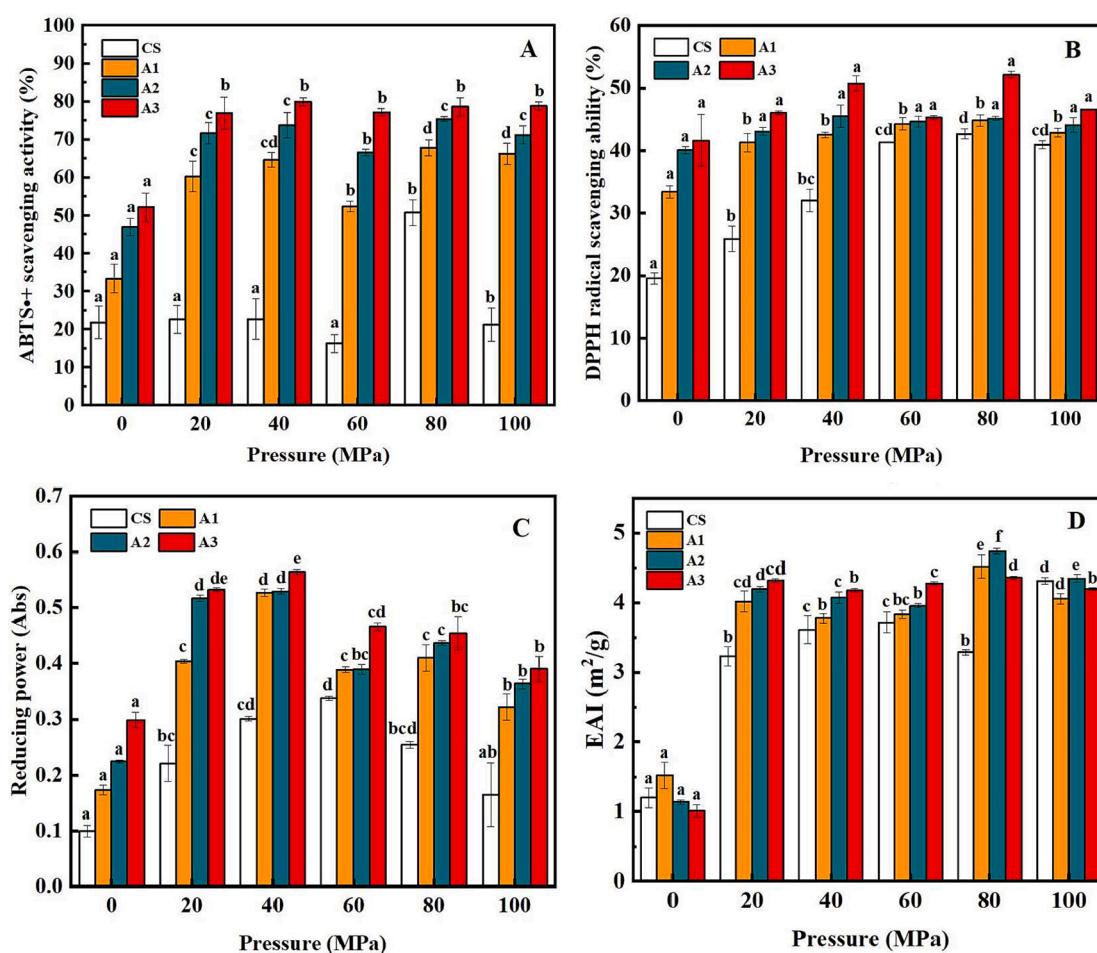 ABTS•+ scavenging activity (%)
100
90
80
70
60
50
40
30
20
10
0
CS
A1
A2
A3
A
a a a a
a c c b
a cd c b
a b b b
c d c b
b c b b
0 20 40 60 80 100
Pressure (MPa)
DPPH radical scavenging ability (%)
60
50
40
30
20
10
0
CS A1
A2 A3
B
a a a a
b b a a
bc b a a
cd b a a
d b a a
cd b a a
0 20 40 60 80 100
Pressure (MPa)
Reducing power (Abs)
0.7
0.6
0.5
0.4
0.3
0.2
0.1
0.0
CS A1
A2 A3
C
a a a a
bc c d de
cd d d e
d c bc cd
bcd c c bc
ab b b b
0 20 40 60 80 100
Pressure (MPa)
EAI (m²/g)
5
4
3
2
1
0
CS
A1
A2
A3
D
a a a a
b cd d cd
c b c b
c bc b c
b e f d
d d e b
0 20 40 60 80 100
Pressure (MPa)